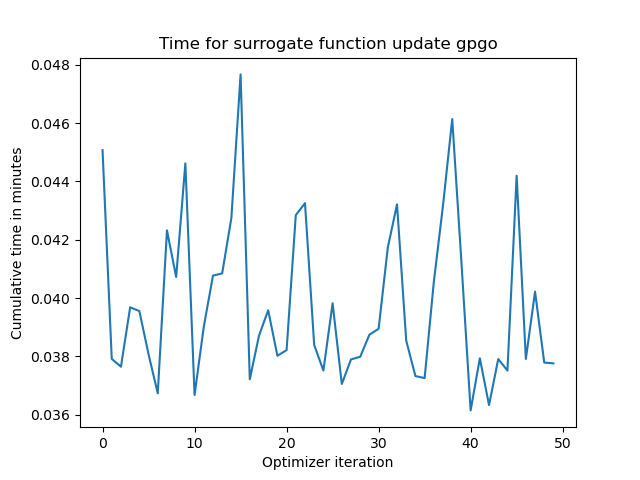 Time for surrogate function update gpgo
Cumulative time in minutes
0.048
0.046
0.044
0.042
0.040
0.038
0.036
0 10 20 30 40 50
Optimizer iteration